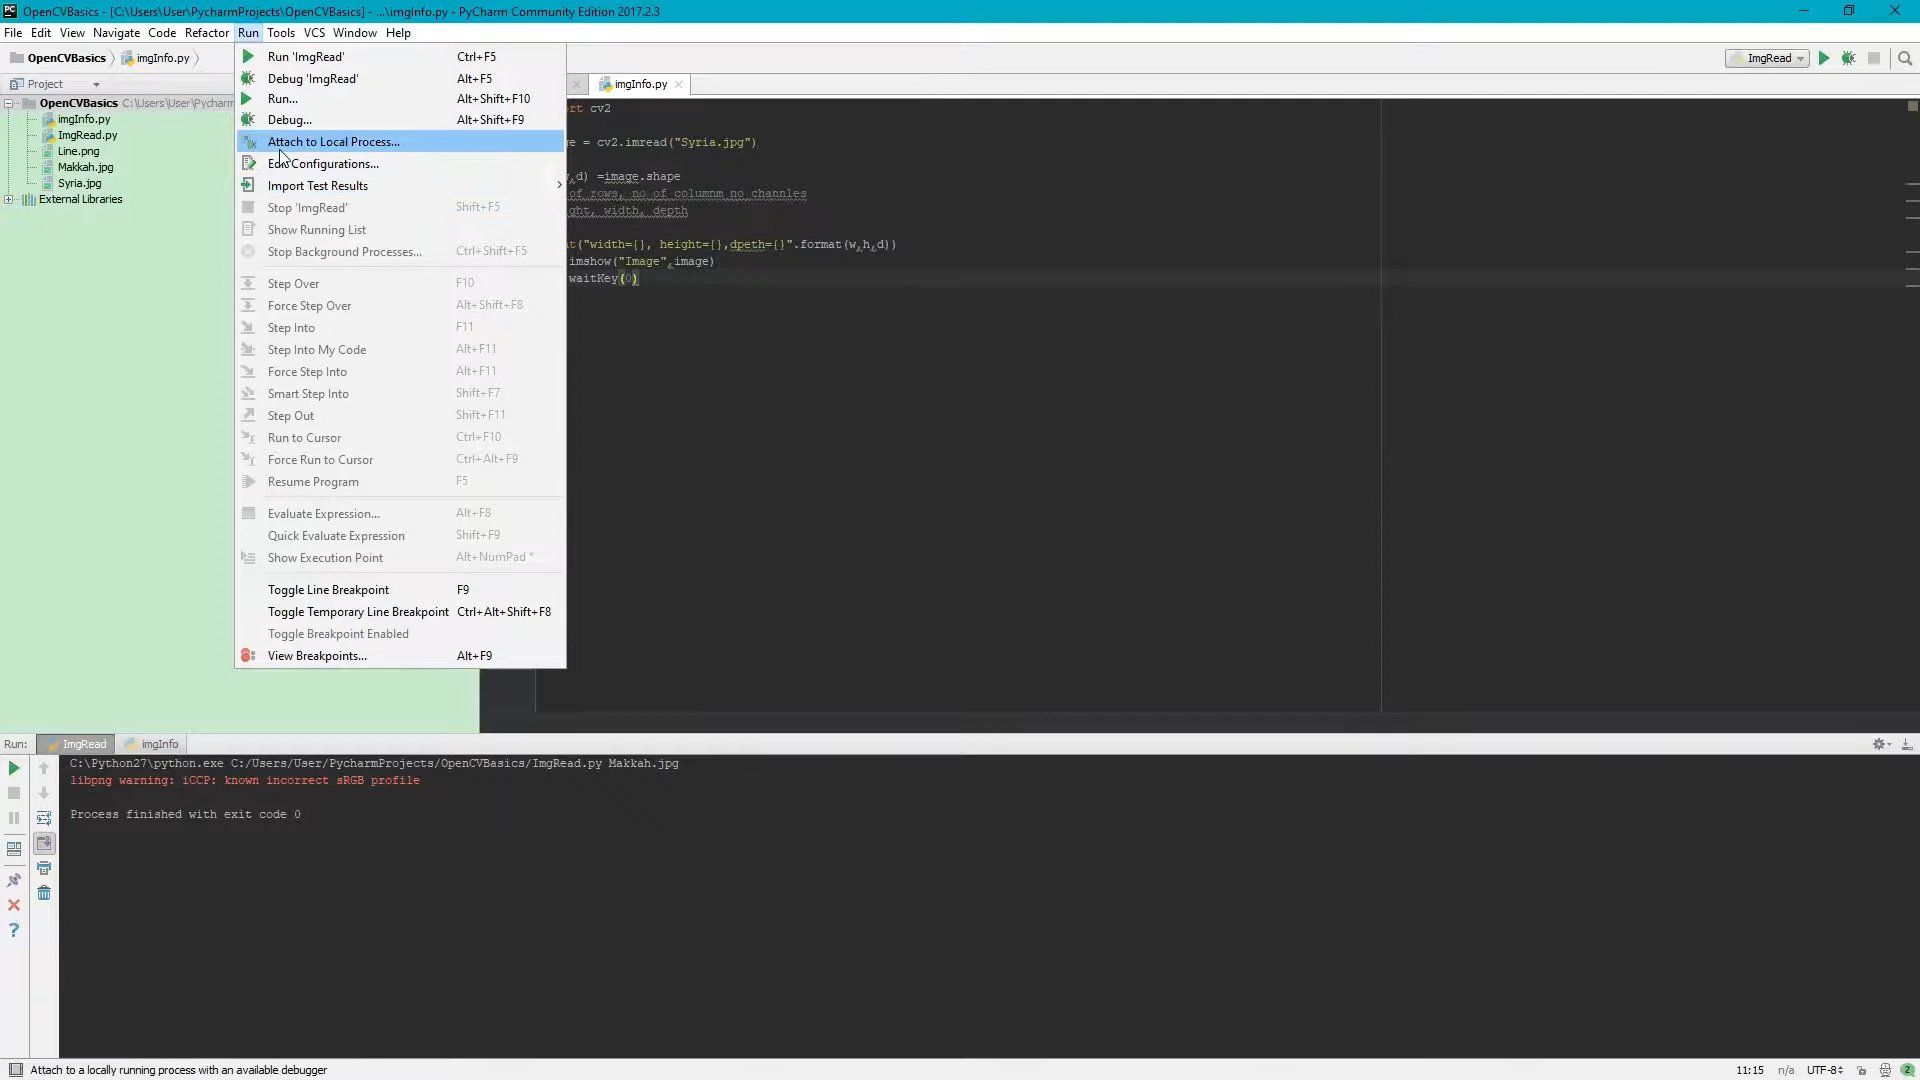 OpenCVBasics - [C:\Users\User\PycharmProjects\OpenCVBasics] - ...\imgInfo.py - PyCharm Community Edition 2017.2.3
File Edit View Navigate Code Refactor Run Tools VCS Window Help
OpenCVBasics imgInfo.py
ImgRead
Project
imgInfo.py
OpenCVBasics C:\Users\User\Pycharm
imgInfo.py
ImgRead.py
Line.png
Makkah.jpg
Syria.jpg
External Libraries
Run 'ImgRead' Ctrl+F5
Debug 'ImgRead' Alt+F5
Run... Alt+Shift+F10
Debug... Alt+Shift+F9
Attach to Local Process...
Edit Configurations...
Import Test Results
Stop 'ImgRead' Shift+F5
Show Running List
Stop Background Processes... Ctrl+Shift+F5
Step Over F10
Force Step Over Alt+Shift+F8
Step Into F11
Step Into My Code Alt+F11
Force Step Into Alt+F11
Smart Step Into Shift+F7
Step Out Shift+F11
Run to Cursor Ctrl+F10
Force Run to Cursor Ctrl+Alt+F9
Resume Program F5
Evaluate Expression... Alt+F8
Quick Evaluate Expression Shift+F9
Show Execution Point Alt+NumPad *
Toggle Line Breakpoint F9
Toggle Temporary Line Breakpoint Ctrl+Alt+Shift+F8
Toggle Breakpoint Enabled
View Breakpoints... Alt+F9
rt cv2
ge = cv2.imread("Syria.jpg")
,d) =image.shape
of rows, no of columnm no channles
ght, width, depth
t("width={}, height={},dpeth={}".format(w,h,d))
imshow("Image",image)
waitKey(0)
Run: ImgRead imgInfo
C:\Python27\python.exe C:/Users/User/PycharmProjects/OpenCVBasics/ImgRead.py Makkah.jpg
libpng warning: iCCP: known incorrect sRGB profile
Process finished with exit code 0
Attach to a locally running process with an available debugger
11:15 n/a UTF-8 2